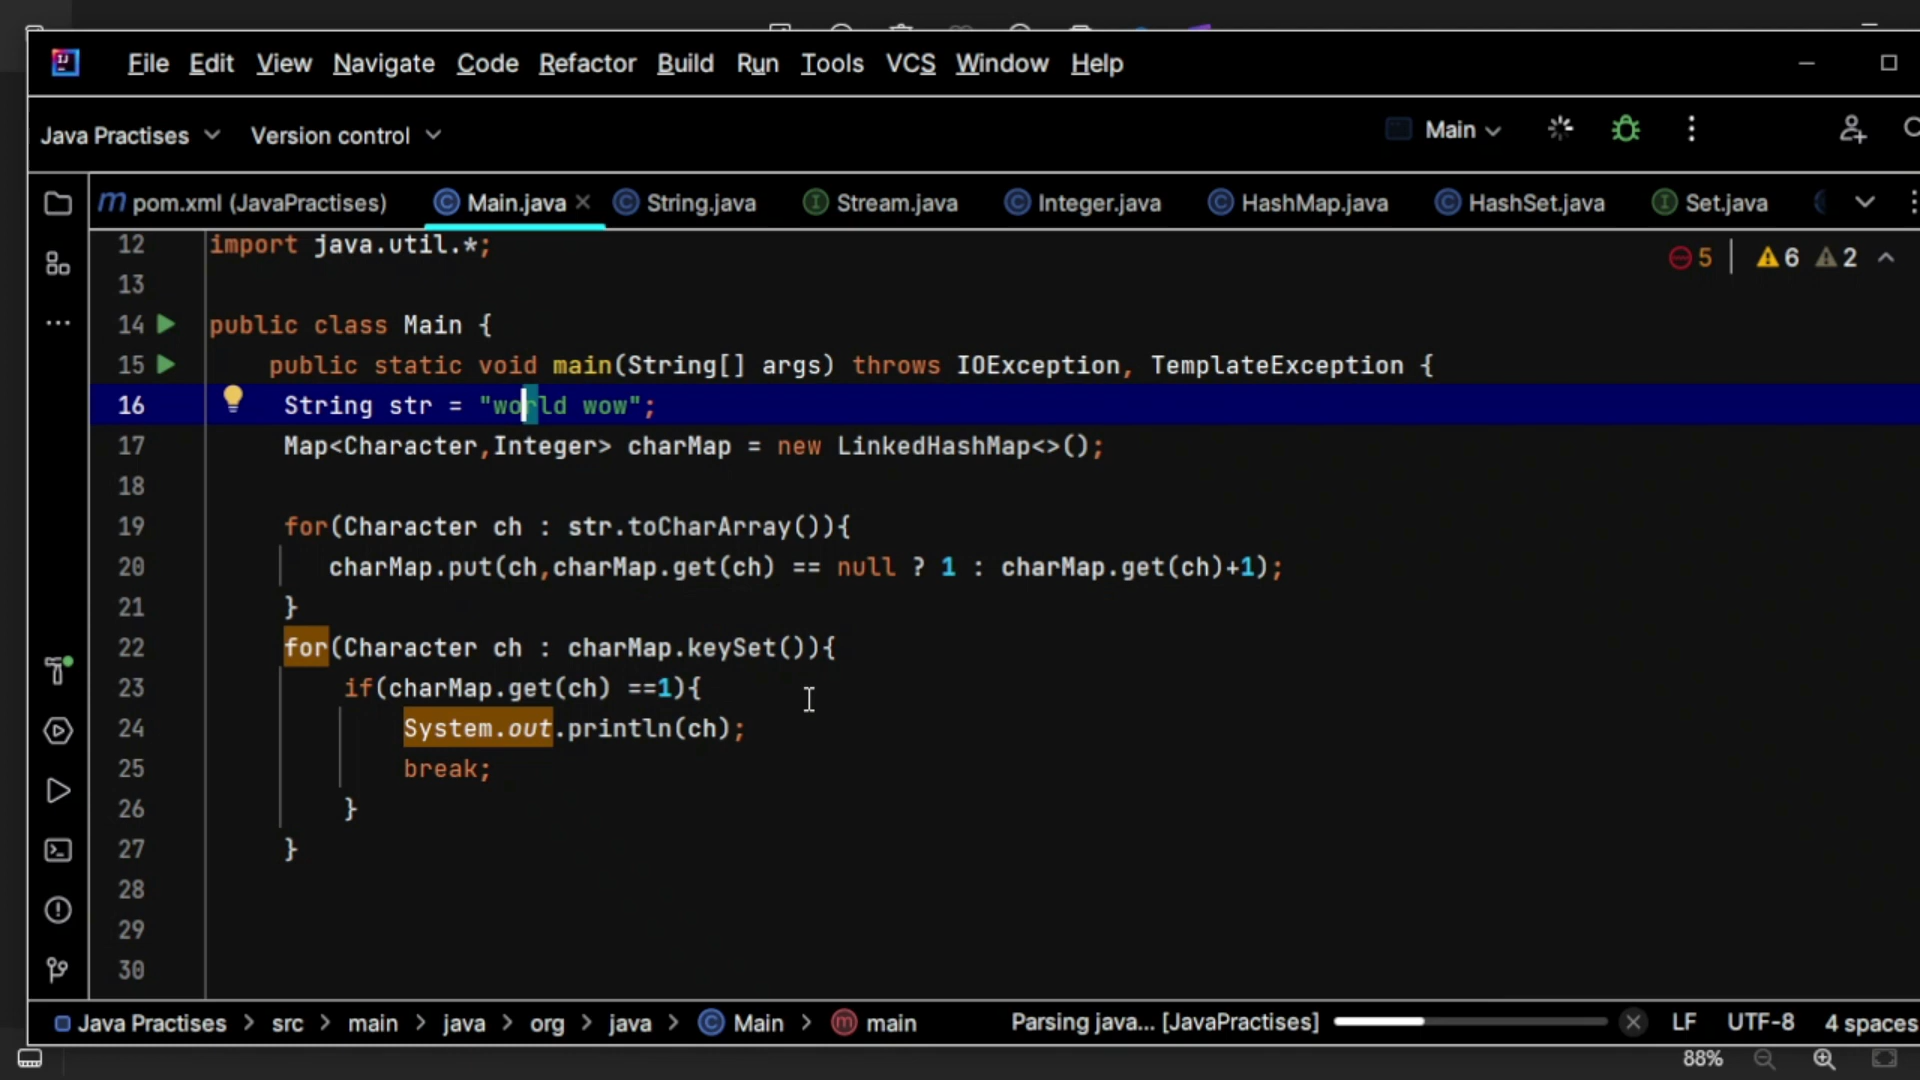 File Edit View Navigate Code Refactor Build Run Tools VCS Window Help
Java Practises Version control Main
pom.xml (JavaPractises) Main.java String.java Stream.java Integer.java HashMap.java HashSet.java Set.java
12 import java.util.*; 5 6 2
13
14 public class Main {
15 public static void main(String[] args) throws IOException, TemplateException {
16 String str = "world wow";
17 Map<Character,Integer> charMap = new LinkedHashMap<>();
18
19 for(Character ch : str.toCharArray()){
20 charMap.put(ch,charMap.get(ch) == null ? 1 : charMap.get(ch)+1);
21 }
22 for(Character ch : charMap.keySet()){
23 if(charMap.get(ch) ==1){
24 System.out.println(ch);
25 break;
26 }
27 }
28
29
30
Java Practises > src > main > java > org > java > Main > main Parsing java... [JavaPractises] LF UTF-8 4 spaces
88%